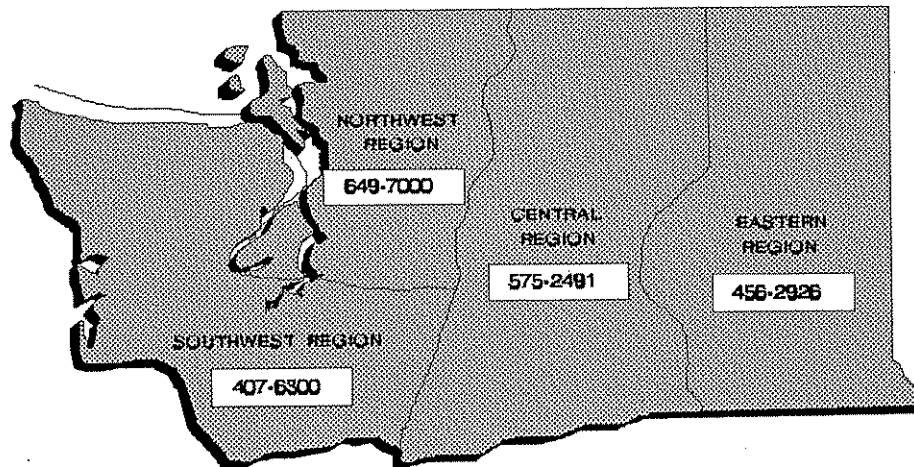 NORTHWEST
REGION
649-7000
CENTRAL
REGION
575-2491
EASTERN
REGION
456-2926
SOUTHWEST REGION
407-6300